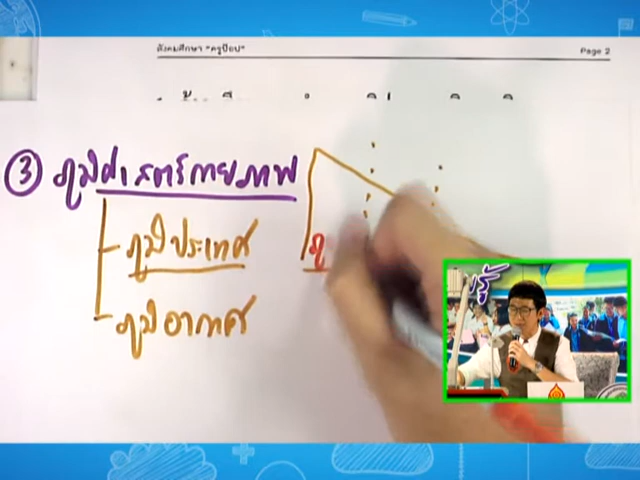 สังคมศึกษา "ครูป๊อป" Page 2
③ ภูมิศาสตร์กายภาพ
ภูมิประเทศ
ภูมิอากาศ
ภู